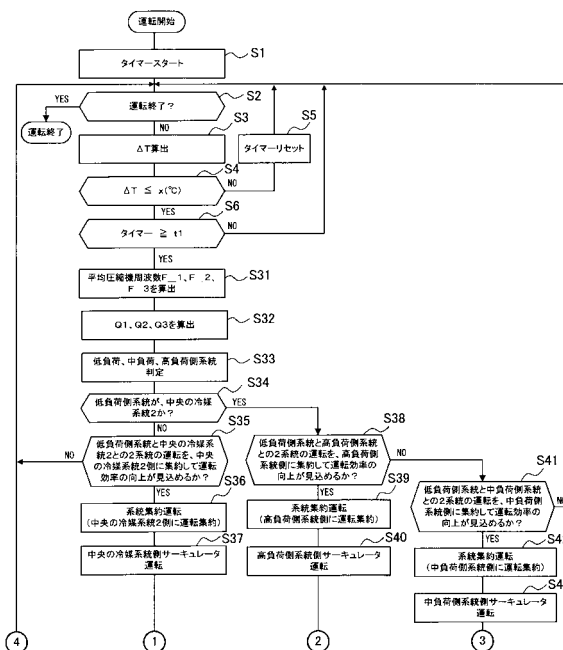 運転開始
S1
タイマースタート
S2
YES
運転終了?
運転終了
NO
S3
ΔT算出
S5
タイマーリセット
S4
ΔT ≦ x(℃)
NO
YES
S6
タイマー ≧ t1
NO
YES
S31
平均圧縮機周波数F_1、F_2、
F_3を算出
S32
Q1、Q2、Q3を算出
S33
低負荷、中負荷、高負荷側系統
判定
S34
低負荷側系統が、中央の冷媒系
系統2か?
YES
NO
S35
低負荷側系統と中央の冷媒系
統2との2系統の運転を、中央
の冷媒系統2側に集約して運転
効率の向上が見込めるか?
NO
YES
S36
系統集約運転
(中央の冷媒系統2側に運転集約)
S37
中央の冷媒系統側サーキュレータ
運転
S38
低負荷側系統と高負荷側系統
との2系統の運転を、高負荷側
系統側に集約して運転効率の
向上が見込めるか?
NO
YES
S39
系統集約運転
(高負荷側系統側に運転集約)
S40
高負荷側系統側サーキュレータ
運転
S41
低負荷側系統と中負荷側系統
との2系統の運転を、中負荷側
系統側に集約して運転効率の
向上が見込めるか?
YES
系統集約運転
(中負荷側系統側に運転集約)
中負荷側系統側サーキュレータ
運転
4
1
2
3